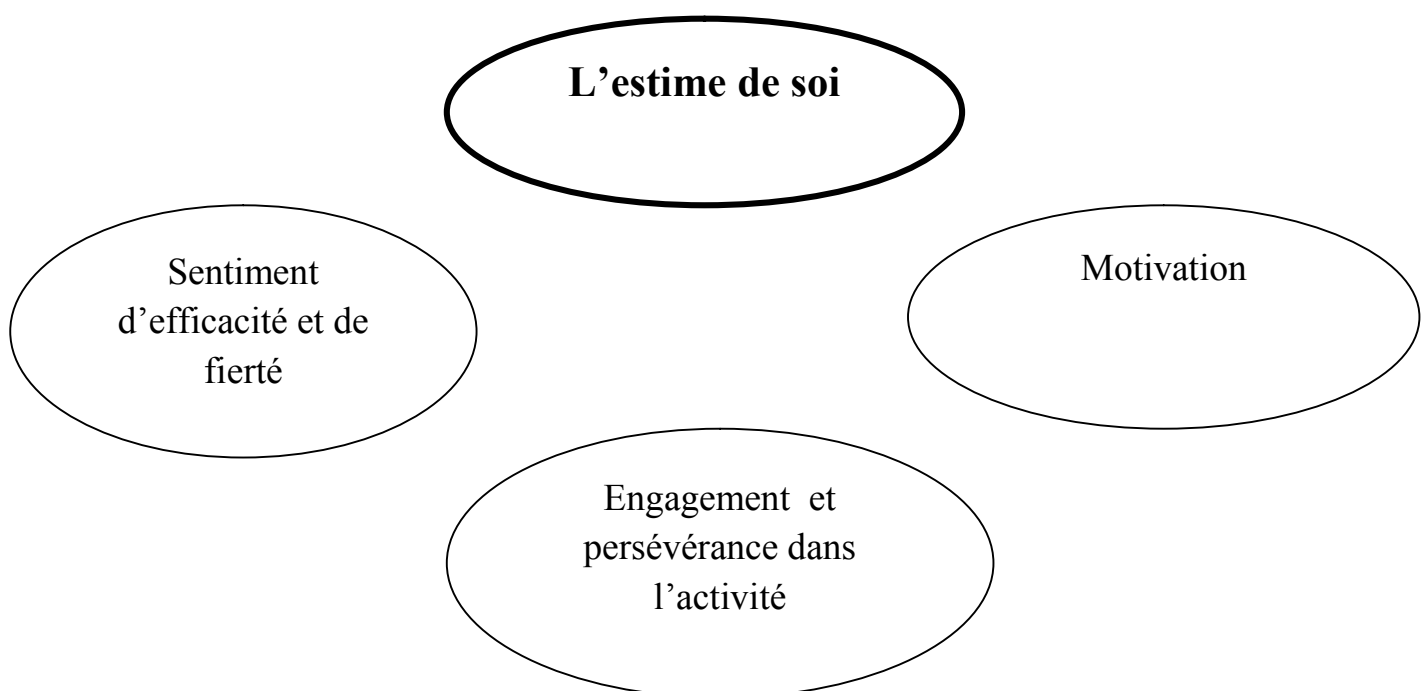 L’estime de soi
Sentiment
d’efficacité et de
fierté
Motivation
Engagement  et
persévérance dans
l’activité